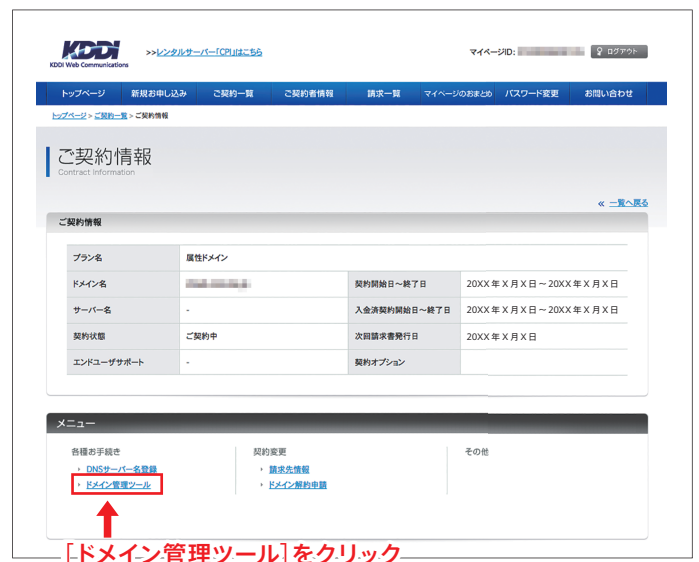 KDDI
KDDI Web Communications
>>レンタルサーバー「CPI」はこちら
マイページID:
ログアウト
トップページ 新規お申し込み ご契約一覧 ご契約者情報 請求一覧 マイページのおまとめ パスワード変更 お問い合わせ
トップページ > ご契約一覧 > ご契約情報
ご契約情報
Contract Information
« 一覧へ戻る
ご契約情報
プラン名 属性ドメイン
ドメイン名 契約開始日～終了日 20XX年X月X日～20XX年X月X日
サーバー名 - 入金済契約開始日～終了日 20XX年X月X日～20XX年X月X日
契約状態 ご契約中 次回請求書発行日 20XX年X月X日
エンドユーザサポート - 契約オプション
メニュー
各種お手続き 契約変更 その他
DNSサーバー名登録 請求先情報
ドメイン管理ツール ドメイン解約申請
[ドメイン管理ツール]をクリック